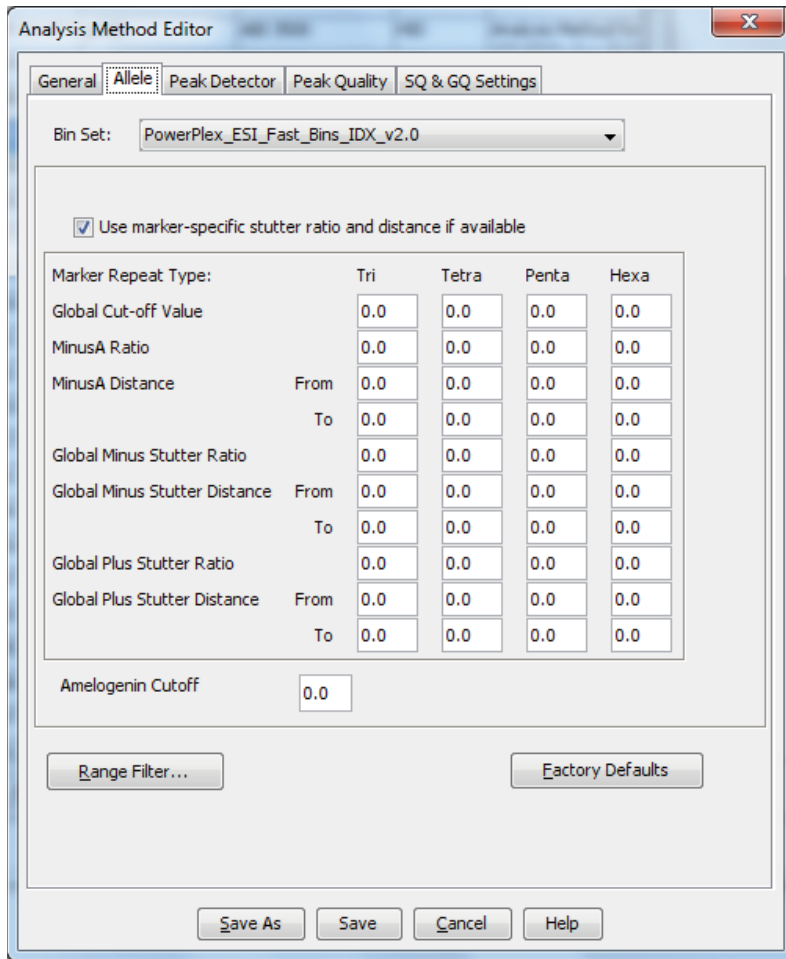 Analysis Method Editor
General Allele Peak Detector Peak Quality SQ & GQ Settings
Bin Set: PowerPlex_ESI_Fast_Bins_IDX_v2.0
Use marker-specific stutter ratio and distance if available
Marker Repeat Type: Tri Tetra Penta Hexa
Global Cut-off Value 0.0 0.0 0.0 0.0
MinusA Ratio 0.0 0.0 0.0 0.0
MinusA Distance From 0.0 0.0 0.0 0.0
To 0.0 0.0 0.0 0.0
Global Minus Stutter Ratio 0.0 0.0 0.0 0.0
Global Minus Stutter Distance From 0.0 0.0 0.0 0.0
To 0.0 0.0 0.0 0.0
Global Plus Stutter Ratio 0.0 0.0 0.0 0.0
Global Plus Stutter Distance From 0.0 0.0 0.0 0.0
To 0.0 0.0 0.0 0.0
Amelogenin Cutoff 0.0
Range Filter... Factory Defaults
Save As Save Cancel Help